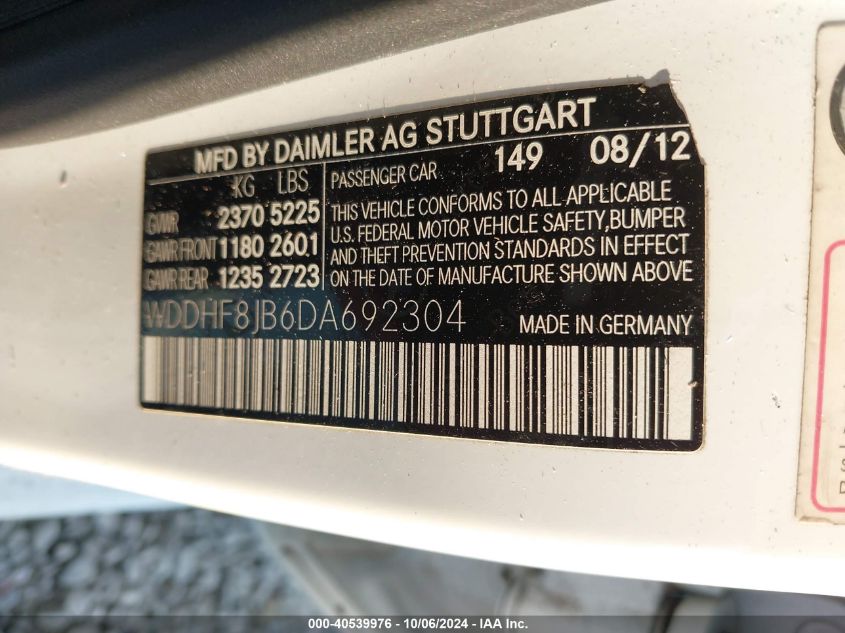 MFD BY DAIMLER AG STUTTGART
149 08/12
KG LBS
GVWR 2370 5225
GAWR FRONT 1180 2601
GAWR REAR 1235 2723
PASSENGER CAR
THIS VEHICLE CONFORMS TO ALL APPLICABLE
U.S. FEDERAL MOTOR VEHICLE SAFETY, BUMPER
AND THEFT PREVENTION STANDARDS IN EFFECT
ON THE DATE OF MANUFACTURE SHOWN ABOVE
WDDHF8JB6DA692304
MADE IN GERMANY
000-40539976 - 10/06/2024 - IAA Inc.